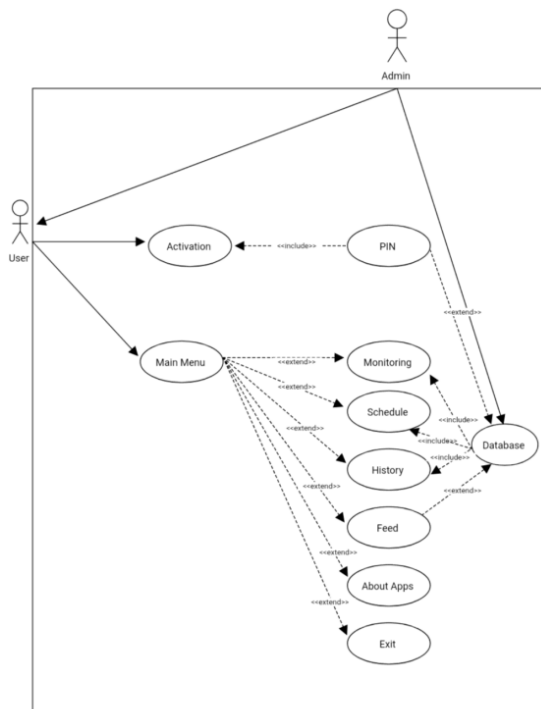 Admin
User
Activation
<<include>>
PIN
<<extend>>
Main Menu
<<extend>>
Monitoring
<<extend>>
Schedule
<<include>>
<<include>>
Database
<<extend>>
History
<<include>>
<<extend>>
Feed
<<extend>>
<<extend>>
About Apps
<<extend>>
Exit